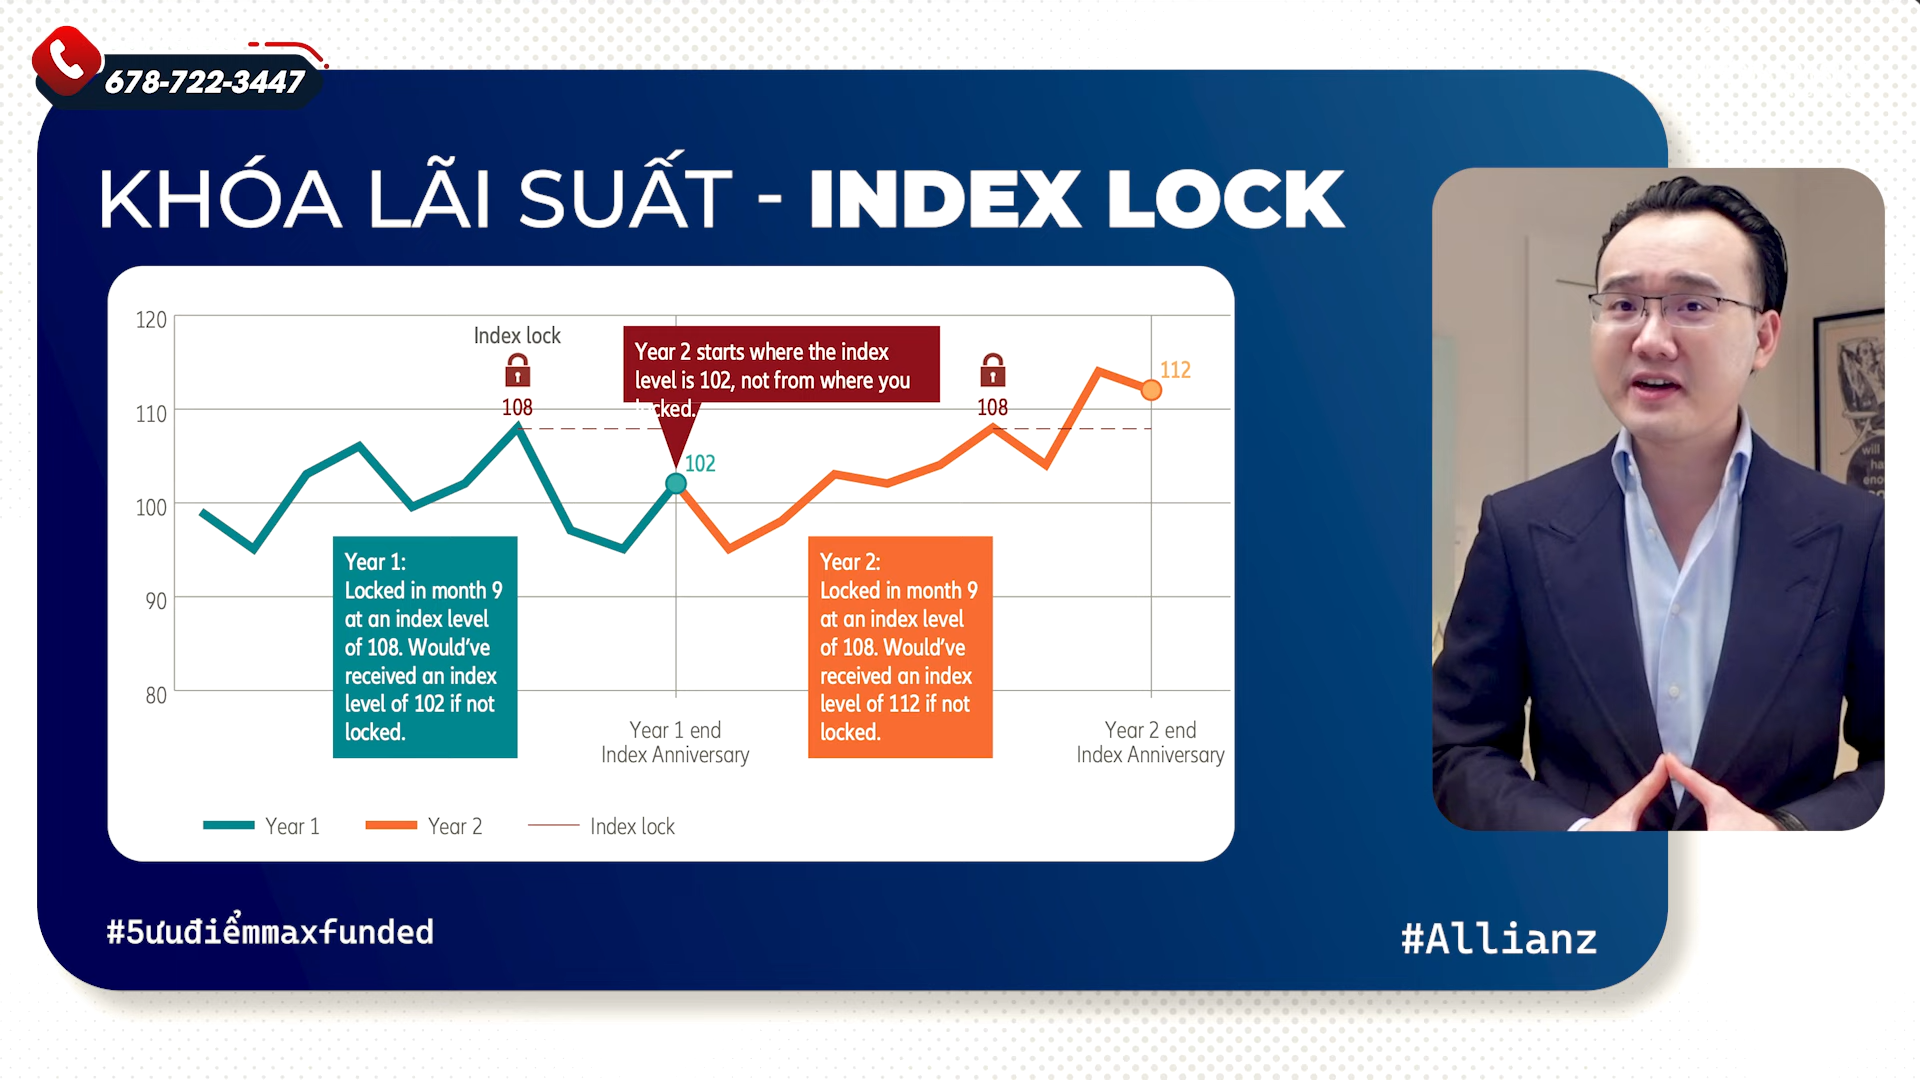 678-722-3447
KHÓA LÃI SUẤT - INDEX LOCK
120
110
100
90
80
Index lock
108
Year 2 starts where the index
level is 102, not from where you
locked.
102
108
112
Year 1:
Locked in month 9
at an index level
of 108. Would've
received an index
level of 102 if not
locked.
Year 2:
Locked in month 9
at an index level
of 108. Would've
received an index
level of 112 if not
locked.
Year 1 end
Index Anniversary
Year 2 end
Index Anniversary
Year 1
Year 2
Index lock
will
#5ưuđiểmmaxfunded
#Allianz